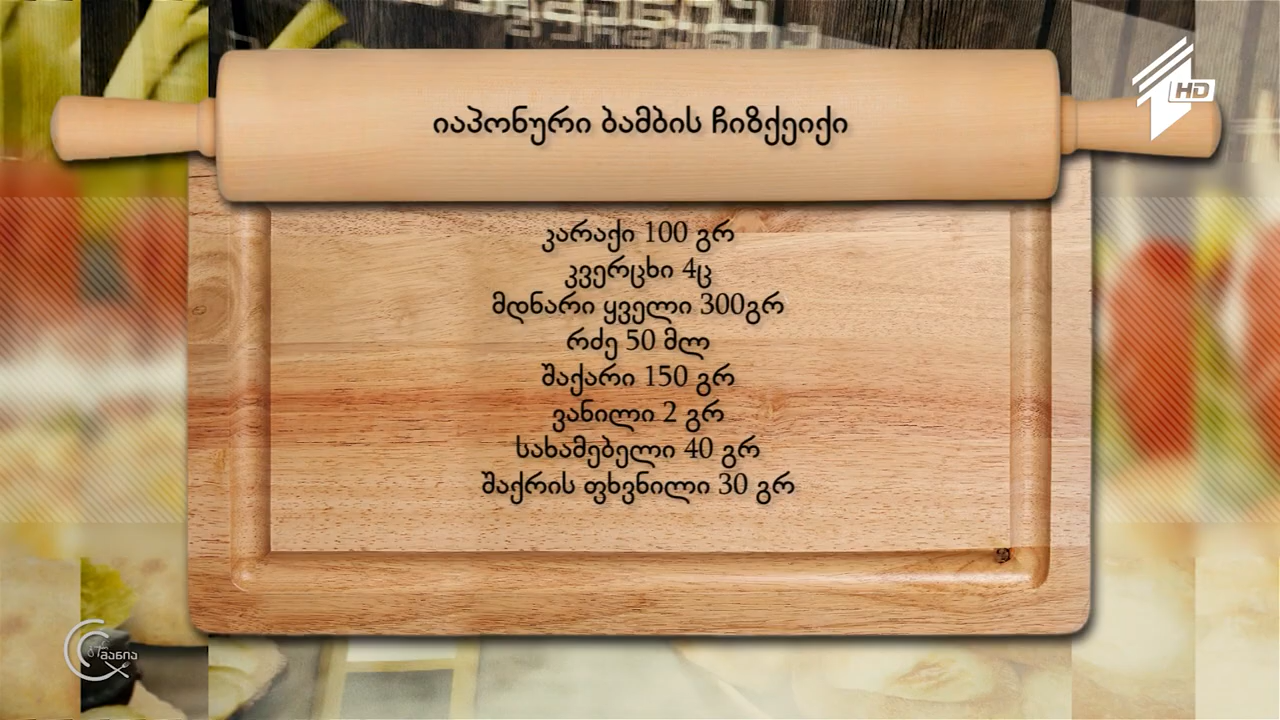 იაპონური ბამბის ჩიზქეიქი
HD
კარაქი 100 გრ
კვერცხი 4ც
მდნარი ყველი 300გრ
რძე 50 მლ
შაქარი 150 გრ
ვანილი 2 გრ
სახამებელი 40 გრ
შაქრის ფხვნილი 30 გრ